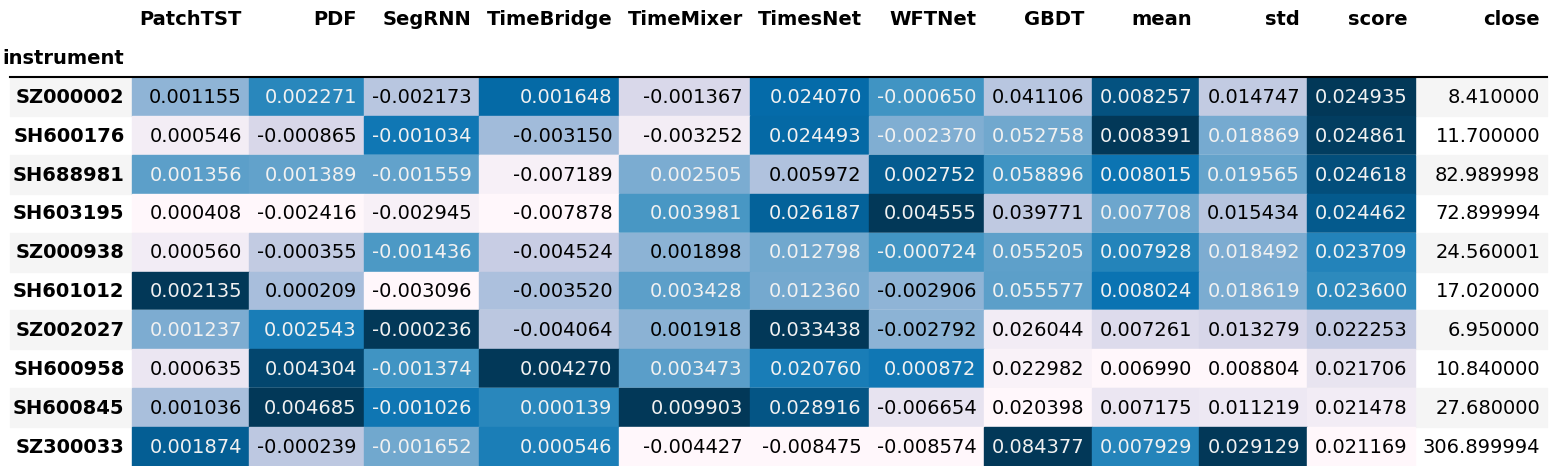 PatchTST PDF SegRNN TimeBridge TimeMixer TimesNet WFTNet GBDT mean std score close
instrument
SZ000002 0.001155 0.002271 -0.002173 0.001648 -0.001367 0.024070 -0.000650 0.041106 0.008257 0.014747 0.024935 8.410000
SH600176 0.000546 -0.000865 -0.001034 -0.003150 -0.003252 0.024493 -0.002370 0.052758 0.008391 0.018869 0.024861 11.700000
SH688981 0.001356 0.001389 -0.001559 -0.007189 0.002505 0.005972 0.002752 0.058896 0.008015 0.019565 0.024618 82.989998
SH603195 0.000408 -0.002416 -0.002945 -0.007878 0.003981 0.026187 0.004555 0.039771 0.007708 0.015434 0.024462 72.899994
SZ000938 0.000560 -0.000355 -0.001436 -0.004524 0.001898 0.012798 -0.000724 0.055205 0.007928 0.018492 0.023709 24.560001
SH601012 0.002135 0.000209 -0.003096 -0.003520 0.003428 0.012360 -0.002906 0.055577 0.008024 0.018619 0.023600 17.020000
SZ002027 0.001237 0.002543 -0.000236 -0.004064 0.001918 0.033438 -0.002792 0.026044 0.007261 0.013279 0.022253 6.950000
SH600958 0.000635 0.004304 -0.001374 0.004270 0.003473 0.020760 0.000872 0.022982 0.006990 0.008804 0.021706 10.840000
SH600845 0.001036 0.004685 -0.001026 0.000139 0.009903 0.028916 -0.006654 0.020398 0.007175 0.011219 0.021478 27.680000
SZ300033 0.001874 -0.000239 -0.001652 0.000546 -0.004427 -0.008475 -0.008574 0.084377 0.007929 0.029129 0.021169 306.899994